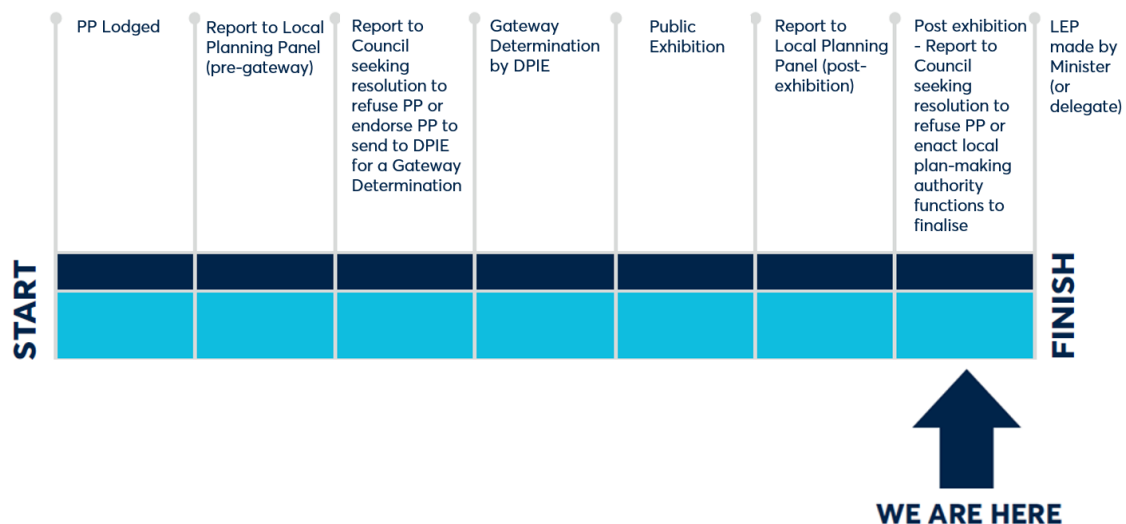 PP Lodged
Report to Local
Planning Panel
(pre-gateway)
Report to
Council
seeking
resolution to
refuse PP or
endorse PP to
send to DPIE
for a Gateway
Determination
Gateway
Determination
by DPIE
Public
Exhibition
Report to
Local Planning
Panel (post-
exhibition)
Post exhibition
- Report to
Council
seeking
resolution to
refuse PP or
enact local
plan-making
authority
functions to
finalise
LEP
made by
Minister
(or
delegate)
START
FINISH
WE ARE HERE